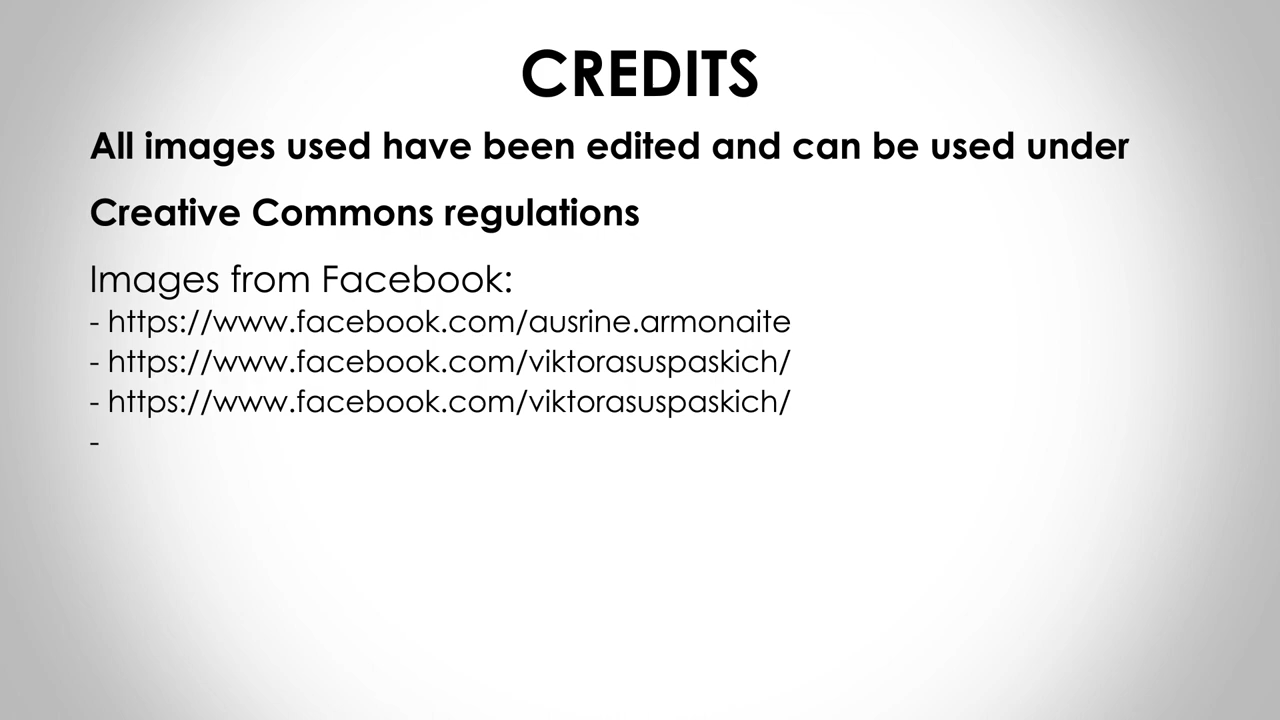 CREDITS
All images used have been edited and can be used under
Creative Commons regulations
Images from Facebook:
- https://www.facebook.com/ausrine.armonaite
- https://www.facebook.com/viktorasuspaskich/
- https://www.facebook.com/viktorasuspaskich/
-